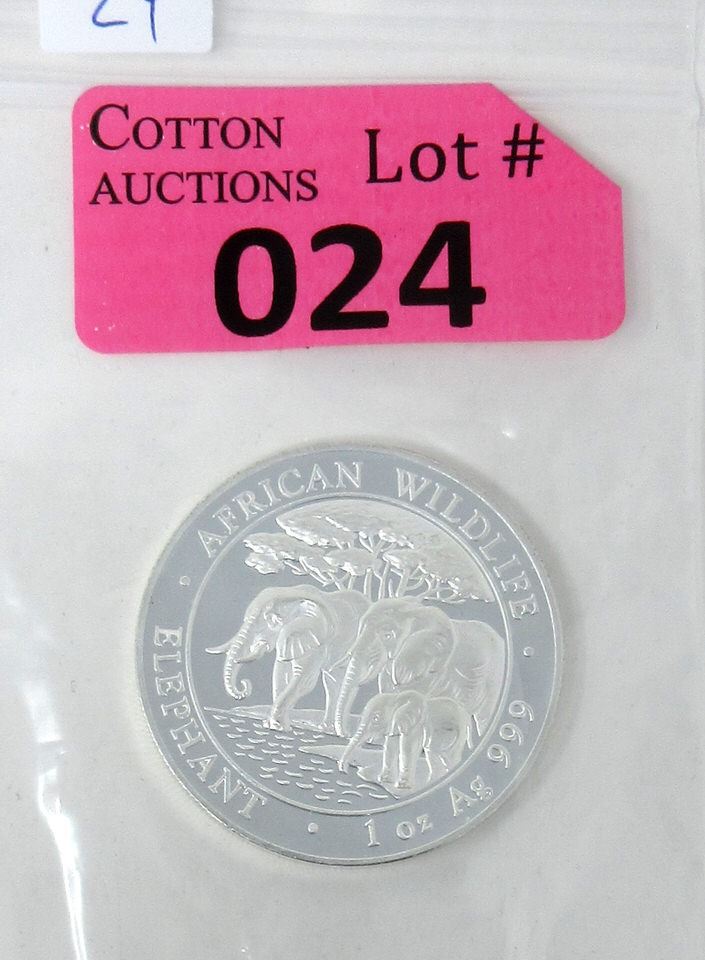 COTTON
AUCTIONS
Lot #
024
AFRICAN WILDLIFE
ELEPHANT
1 oz Ag 999